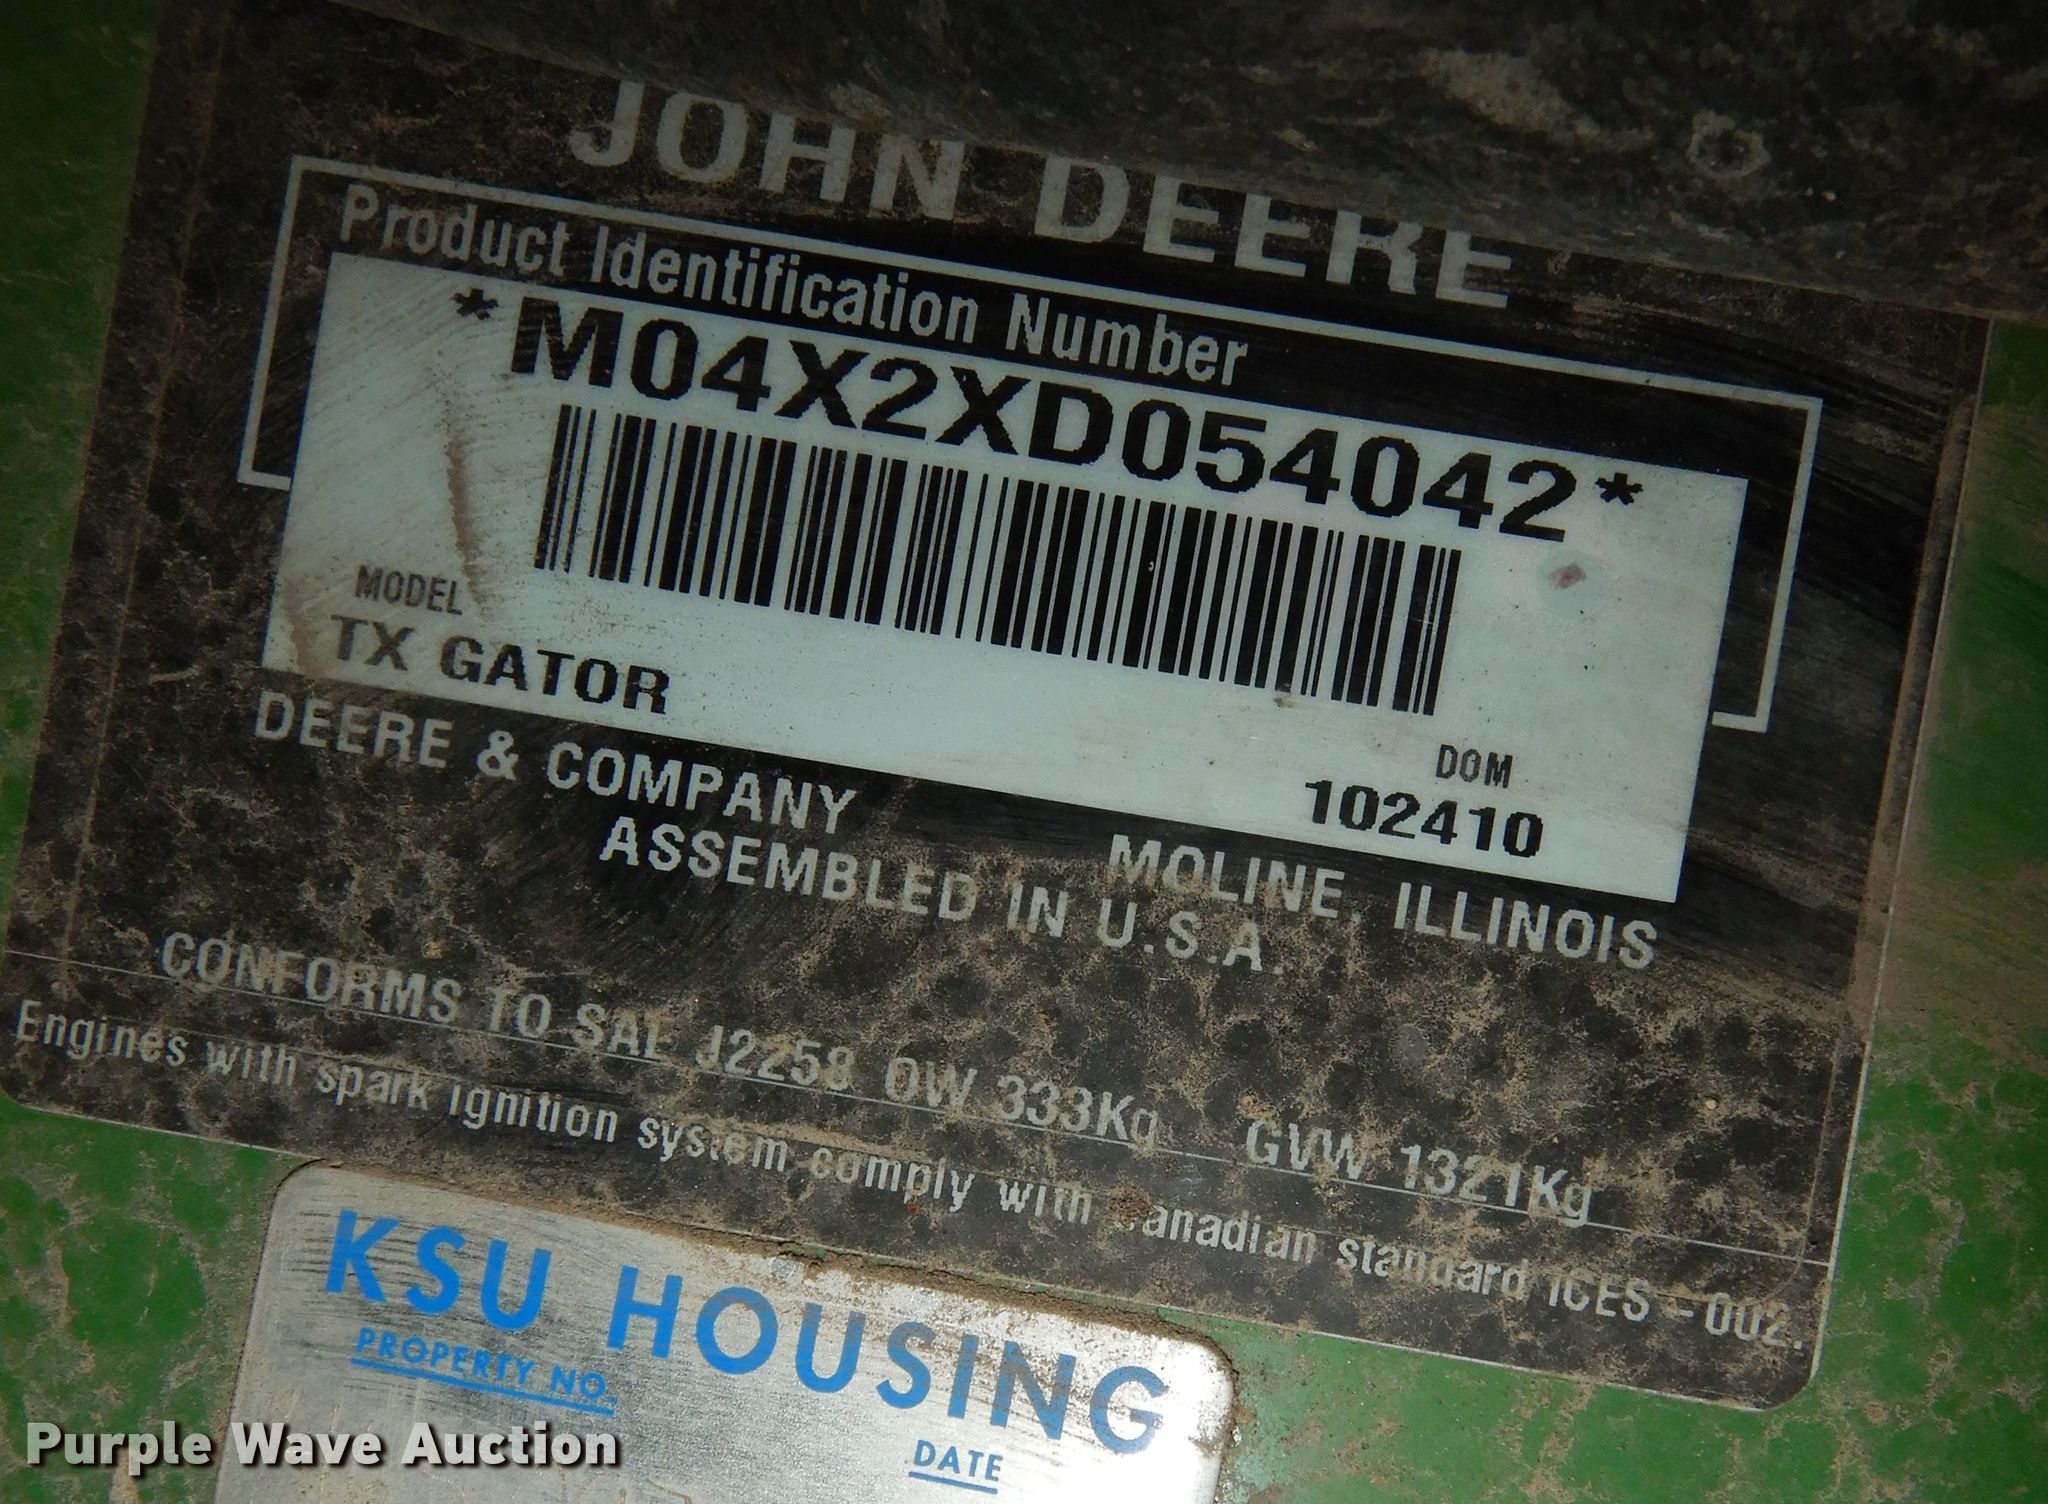 JOHN DEERE
Product Identification Number
*M04X2XD054042*
MODEL
TX GATOR
DOM
102410
DEERE & COMPANY MOLINE, ILLINOIS
ASSEMBLED IN U.S.A.
CONFORMS TO SAE J2258 OW 333Kg GVW 1321Kg
Engines with spark ignition system comply with Canadian standard ICES - 002.
KSU HOUSING
PROPERTY NO.
DATE
Purple Wave Auction